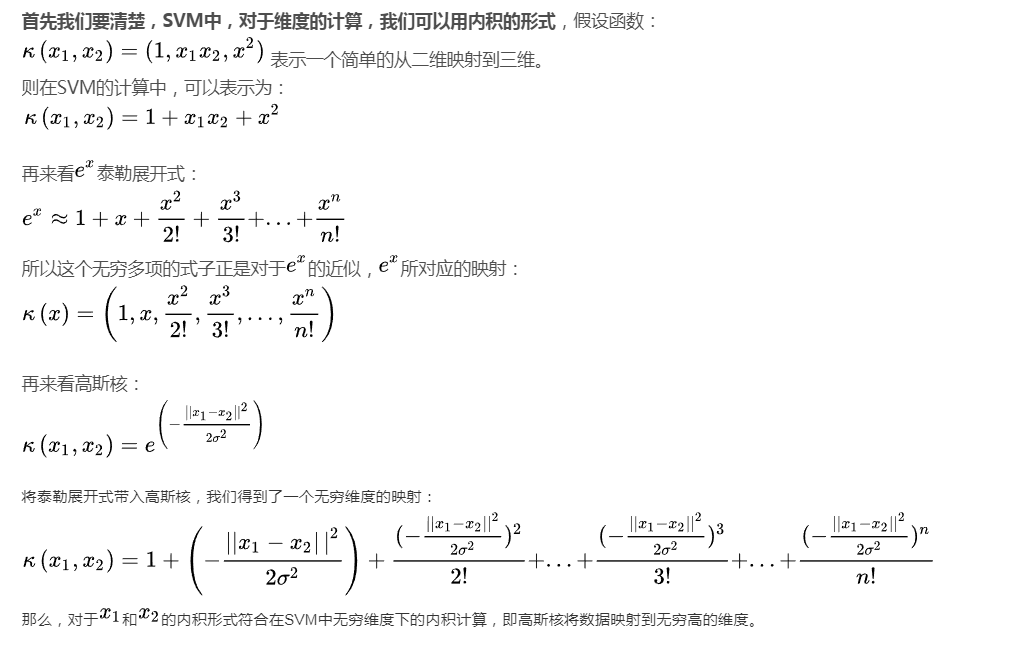 首先我们要清楚，SVM中，对于维度的计算，我们可以用内积的形式，假设函数：
κ(x₁, x₂) = (1, x₁x₂, x²) 表示一个简单的从二维映射到三维。
则在SVM的计算中，可以表示为：
κ(x₁, x₂) = 1 + x₁x₂ + x²
再来看eˣ泰勒展开式：
eˣ ≈ 1 + x + x²/2! + x³/3! +...+ xⁿ/n!
所以这个无穷多项的式子正是对于eˣ的近似，eˣ所对应的映射：
κ(x) = (1, x, x²/2!, x³/3!, ..., xⁿ/n!)
再来看高斯核：
κ(x₁, x₂) = e^(-||x₁-x₂||²/2σ²)
将泰勒展开式带入高斯核，我们得到了一个无穷维度的映射：
κ(x₁, x₂) = 1 + (-||x₁ - x₂||²/2σ²) + (-||x₁-x₂||²/2σ²)²/2! +...+ (-||x₁-x₂||²/2σ²)³/3! +...+ (-||x₁-x₂||²/2σ²)ⁿ/n!
那么，对于x₁和x₂的内积形式符合在SVM中无穷维度下的内积计算，即高斯核将数据映射到无穷高的维度。